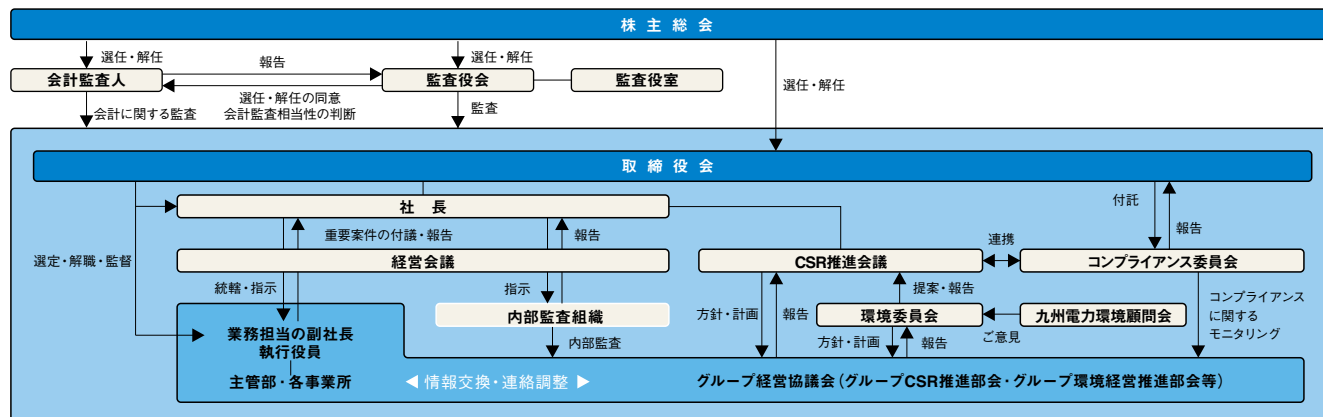 株主総会
選任・解任
選任・解任
選任・解任
会計監査人
報告
監査役会
監査役室
選任・解任の同意
会計監査相当性の判断
会計に関する監査
監査
取締役会
社長
付託
報告
重要案件の付議・報告
報告
選定・解職・監督
経営会議
CSR推進会議
連携
コンプライアンス委員会
統轄・指示
指示
提案・報告
方針・計画
報告
コンプライアンス
に関する
モニタリング
業務担当の副社長
執行役員
内部監査組織
環境委員会
ご意見
九州電力環境顧問会
内部監査
方針・計画
報告
主管部・各事業所
◀ 情報交換・連絡調整 ▶
グループ経営協議会(グループCSR推進部会・グループ環境経営推進部会等)